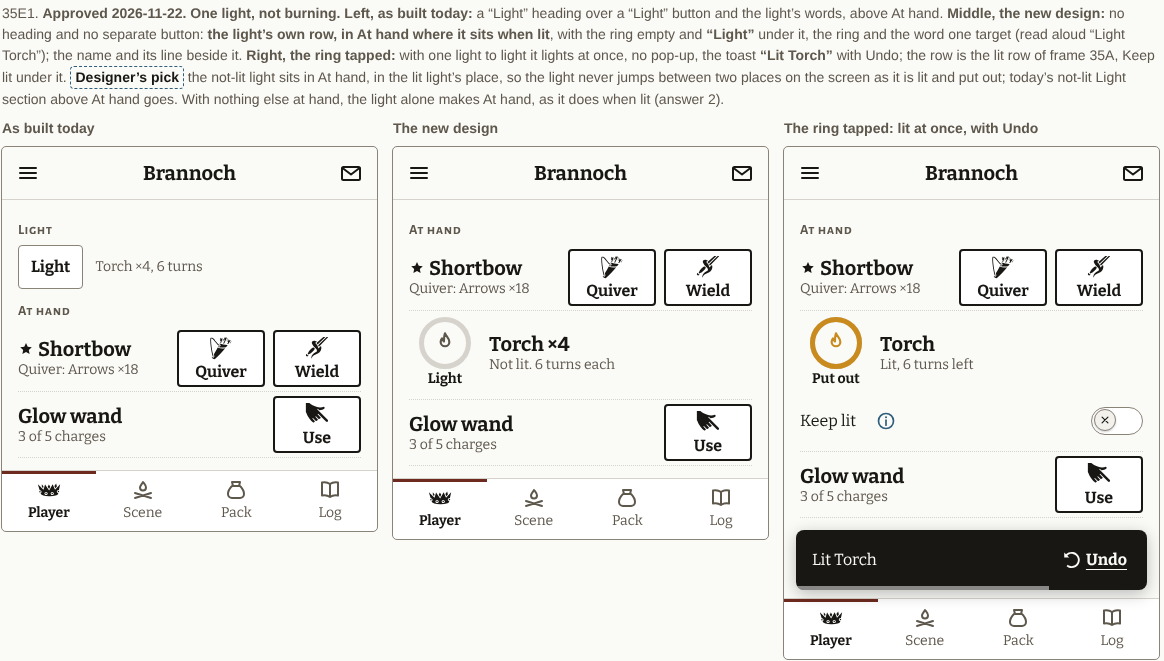 35E1. Approved 2026-11-22. One light, not burning. Left, as built today: a “Light” heading over a “Light” button and the light’s words, above At hand. Middle, the new design: no
heading and no separate button: the light’s own row, in At hand where it sits when lit, with the ring empty and “Light” under it, the ring and the word one target (read aloud “Light
Torch”); the name and its line beside it. Right, the ring tapped: with one light to light it lights at once, no pop-up, the toast “Lit Torch” with Undo; the row is the lit row of frame 35A, Keep
lit under it. Designer’s pick the not-lit light sits in At hand, in the lit light’s place, so the light never jumps between two places on the screen as it is lit and put out; today’s not-lit Light
section above At hand goes. With nothing else at hand, the light alone makes At hand, as it does when lit (answer 2).
As built today
Brannoch
Light
Light
Torch ×4, 6 turns
At hand
Shortbow
Quiver: Arrows ×18
Quiver
Wield
Glow wand
3 of 5 charges
Use
Player
Scene
Pack
Log
The new design
Brannoch
At hand
Shortbow
Quiver: Arrows ×18
Quiver
Wield
Light
Torch ×4
Not lit. 6 turns each
Glow wand
3 of 5 charges
Use
Player
Scene
Pack
Log
The ring tapped: lit at once, with Undo
Brannoch
At hand
Shortbow
Quiver: Arrows ×18
Quiver
Wield
Put out
Torch
Lit, 6 turns left
Keep lit
Glow wand
3 of 5 charges
Use
Lit Torch
Undo
Player
Scene
Pack
Log